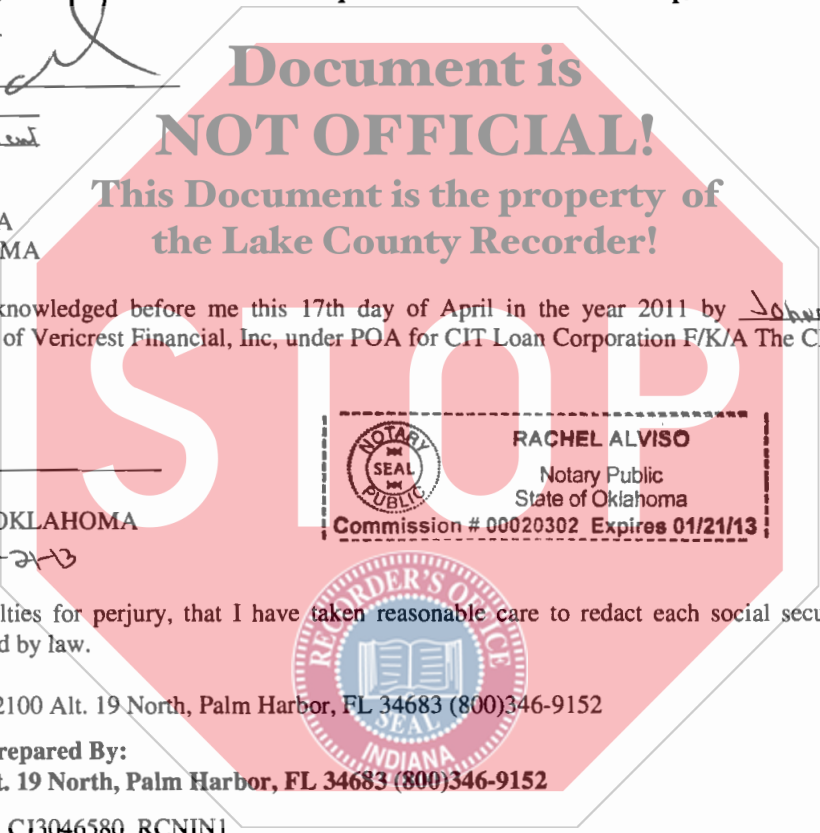 Document is
NOT OFFICIAL!
This Document is the property of
the Lake County Recorder!
A
MA
knowledged before me this 17th day of April in the year 2011 by
of Vericrest Financial, Inc, under POA for CIT Loan Corporation F/K/A The CI
STOP
NOTARY
SEAL
PUBLIC
RACHEL ALVISO
Notary Public
State of Oklahoma
Commission # 00020302 Expires 01/21/13
OKLAHOMA
-21-13
lties for perjury, that I have taken reasonable care to redact each social secu
d by law.
RECORDER'S OFFICE
SEAL
INDIANA
2100 Alt. 19 North, Palm Harbor, FL 34683 (800)346-9152
repared By:
t. 19 North, Palm Harbor, FL 34683 (800)346-9152
CJ3046580 RCNIN1